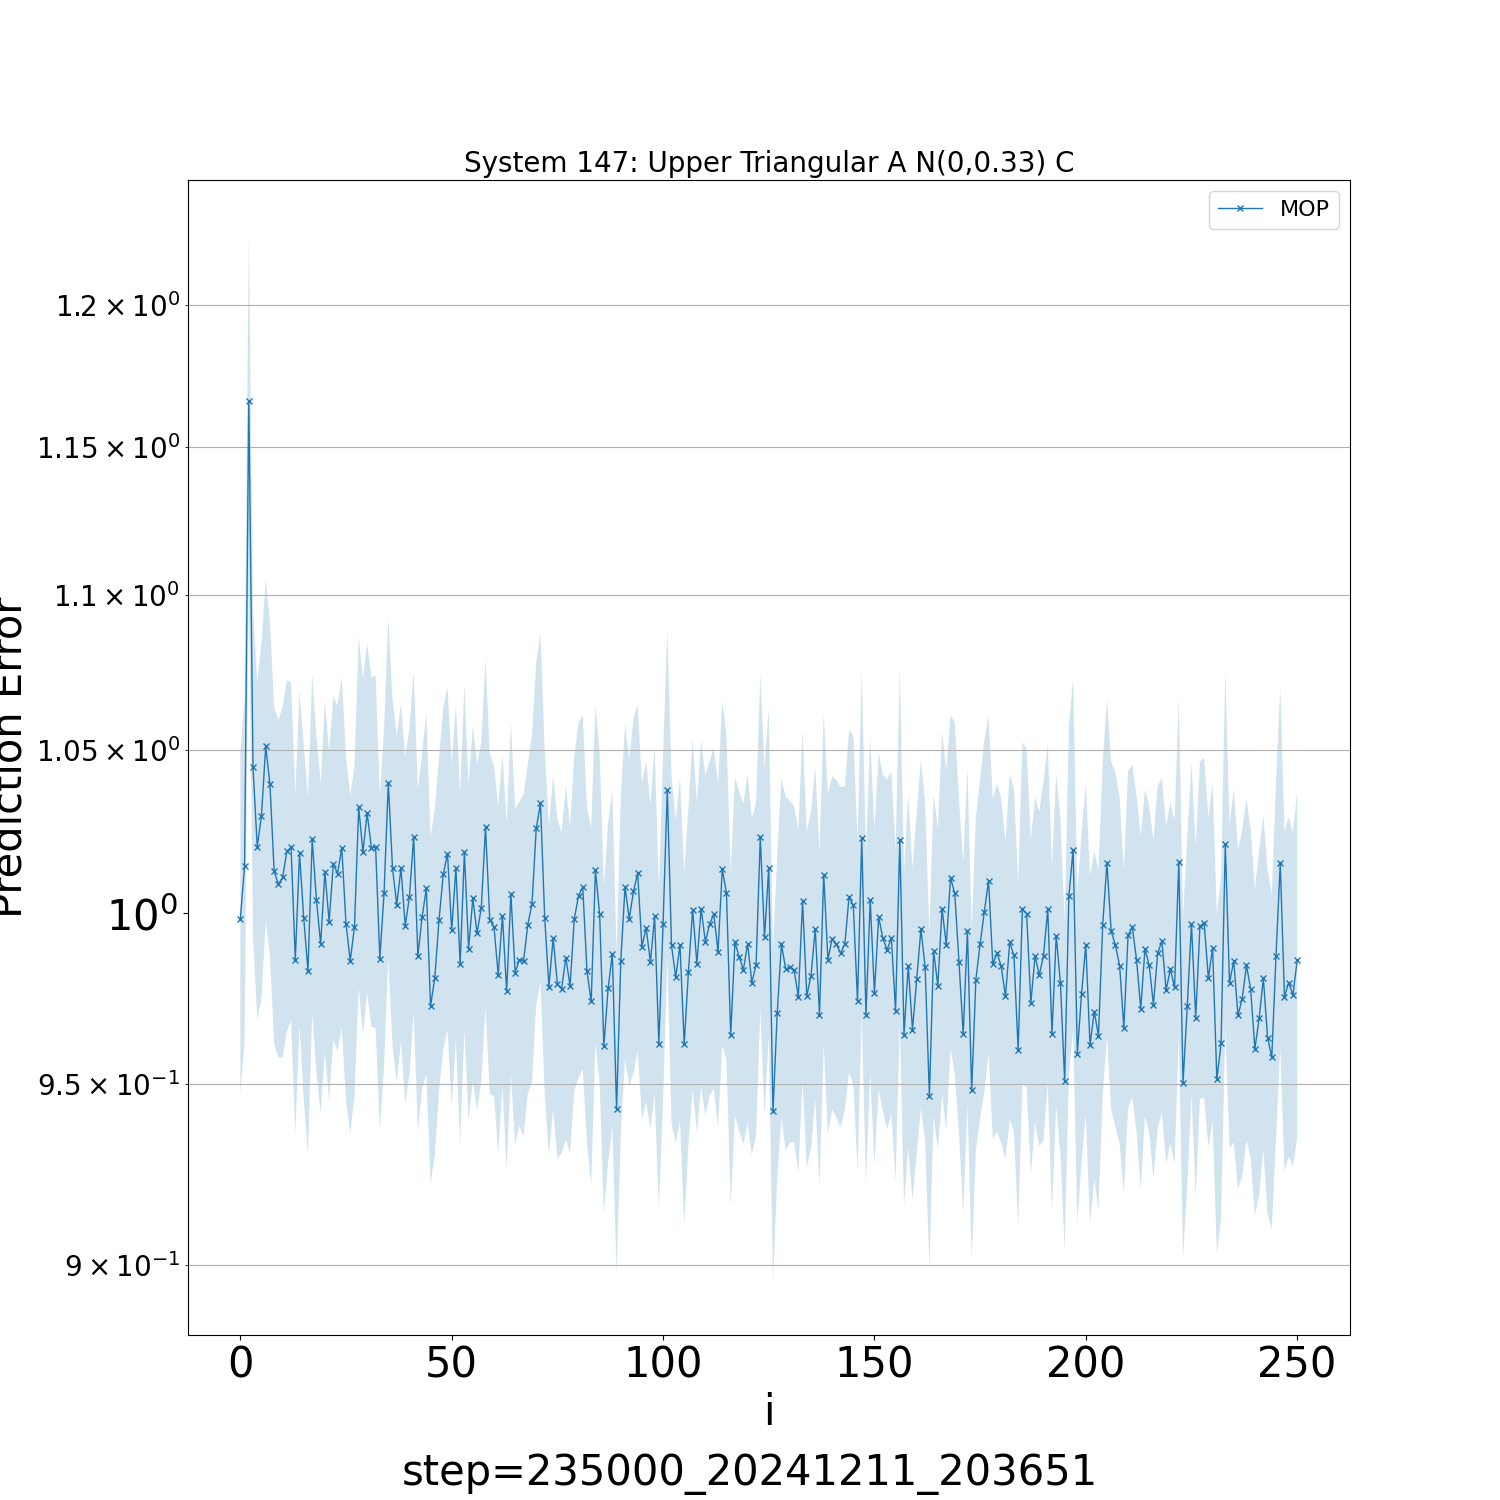 System 147: Upper Triangular A N(0,0.33) C
MOP
1.2 × 10⁰
1.15 × 10⁰
1.1 × 10⁰
1.05 × 10⁰
10⁰
9.5 × 10⁻¹
9 × 10⁻¹
Prediction Error
0 50 100 150 200 250
i
step=235000_20241211_203651